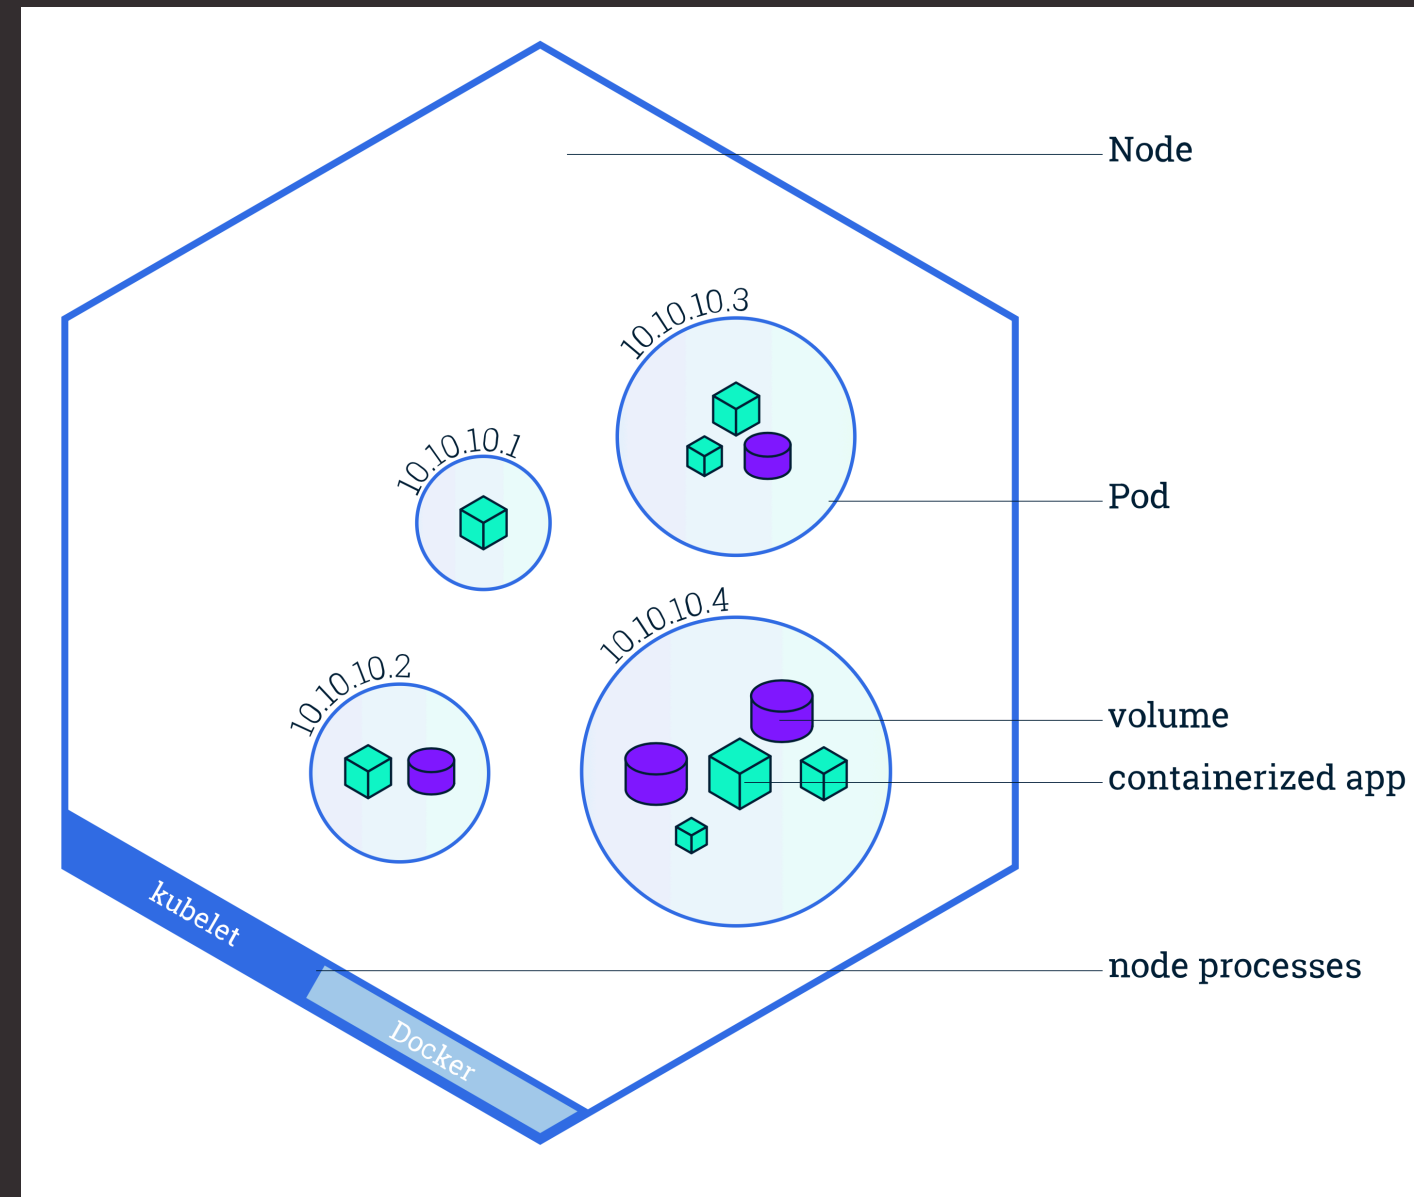 Node
10.10.10.3
10.10.10.1
Pod
10.10.10.4
10.10.10.2
volume
containerized app
kubelet
node processes
Docker